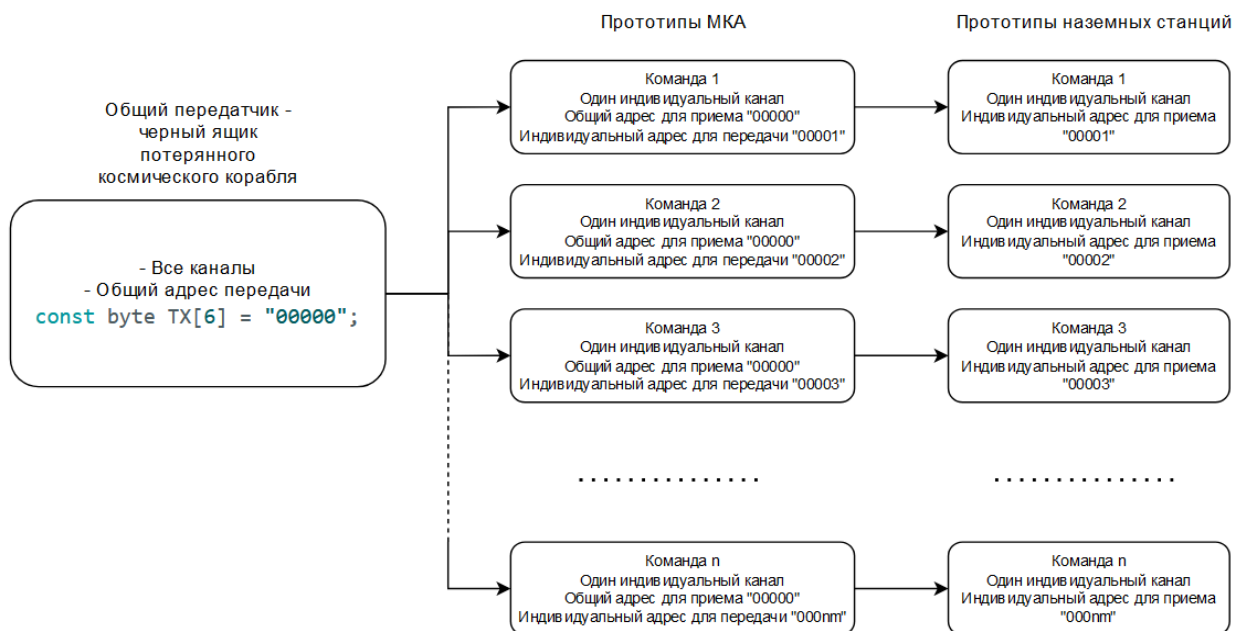 Прототипы МКА
Прототипы наземных станций
Общий передатчик -
черный ящик
потерянного
космического корабля
- Все каналы
- Общий адрес передачи
const byte TX[6] = "00000";
Команда 1
Один индивидуальный канал
Общий адрес для приема "00000"
Индивидуальный адрес для передачи "00001"
Команда 1
Один индивидуальный канал
Индивидуальный адрес для приема
"00001"
Команда 2
Один индивидуальный канал
Общий адрес для приема "00000"
Индивидуальный адрес для передачи "00002"
Команда 2
Один индивидуальный канал
Индивидуальный адрес для приема
"00002"
Команда 3
Один индивидуальный канал
Общий адрес для приема "00000"
Индивидуальный адрес для передачи "00003"
Команда 3
Один индивидуальный канал
Индивидуальный адрес для приема
"00003"
Команда n
Один индивидуальный канал
Общий адрес для приема "00000"
Индивидуальный адрес для передачи "000nm"
Команда n
Один индивидуальный канал
Индивидуальный адрес для приема
"000nm"